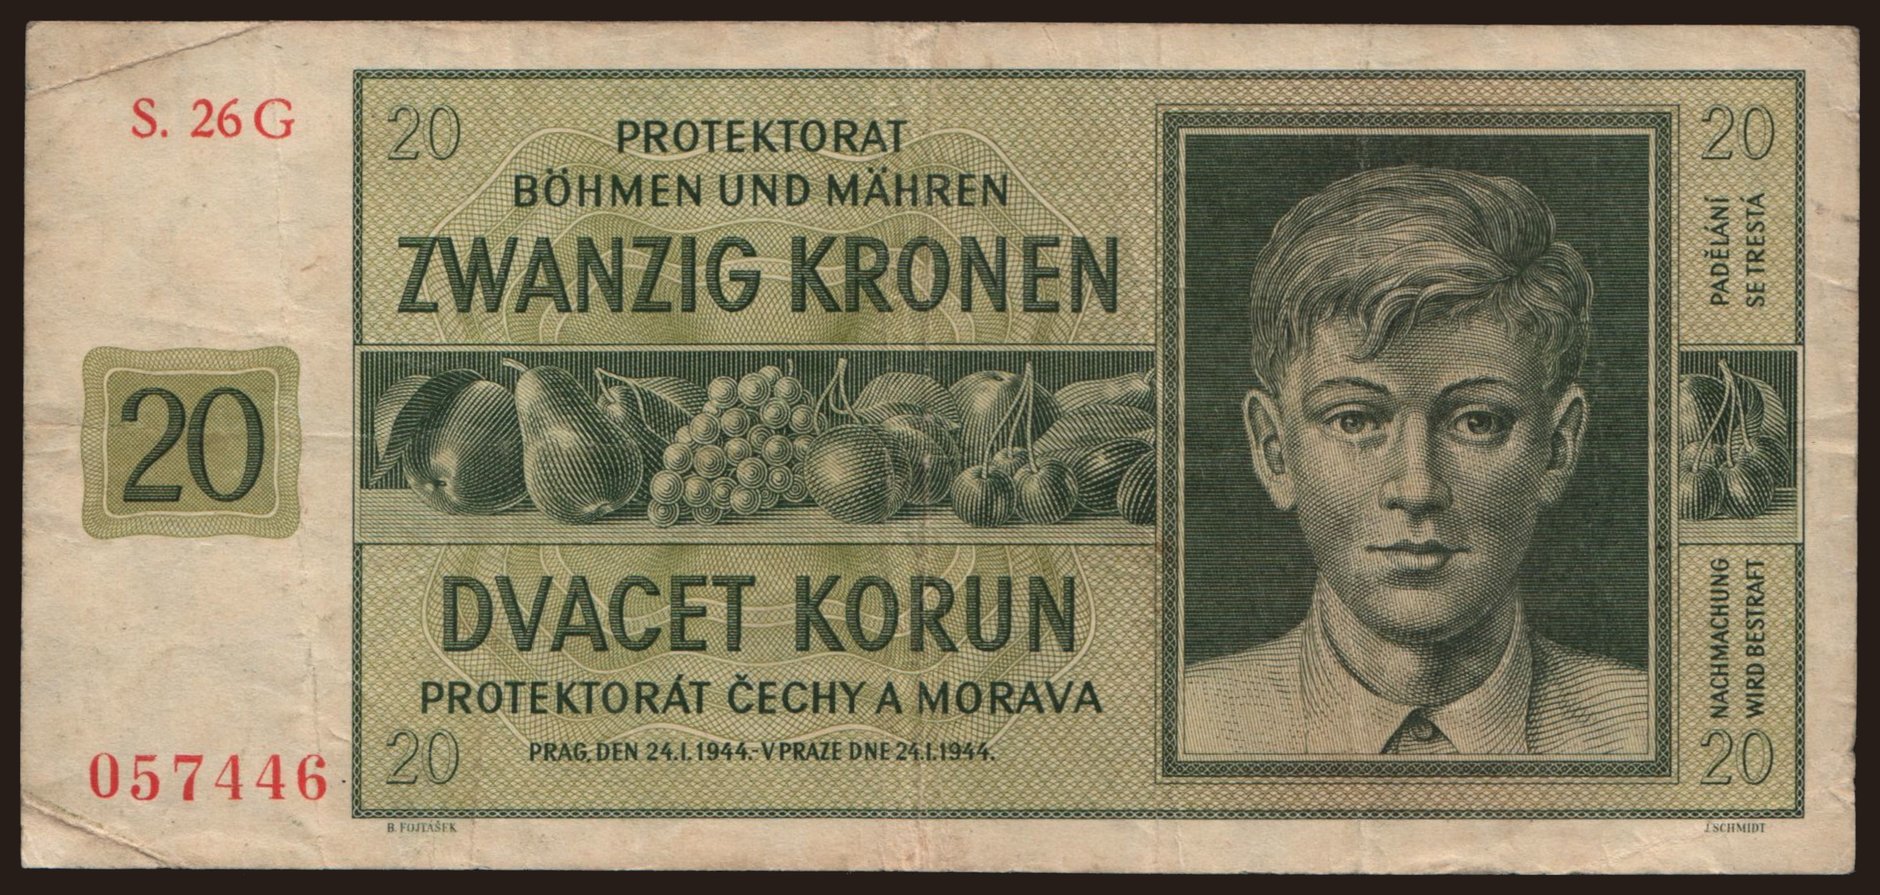 S. 26 G
20
20
PROTEKTORAT
BÖHMEN UND MÄHREN
ZWANZIG KRONEN
PADĚLÁNÍ
SE TRESTÁ
20
DVACET KORUN
PROTEKTORÁT ČECHY A MORAVA
PRAG, DEN 24.I.1944.-V PRAZE DNE 24.I.1944.
NACHMACHUNG
WIRD BESTRAFT
20
20
057446
B. FOJTÁŠEK
J. SCHMIDT